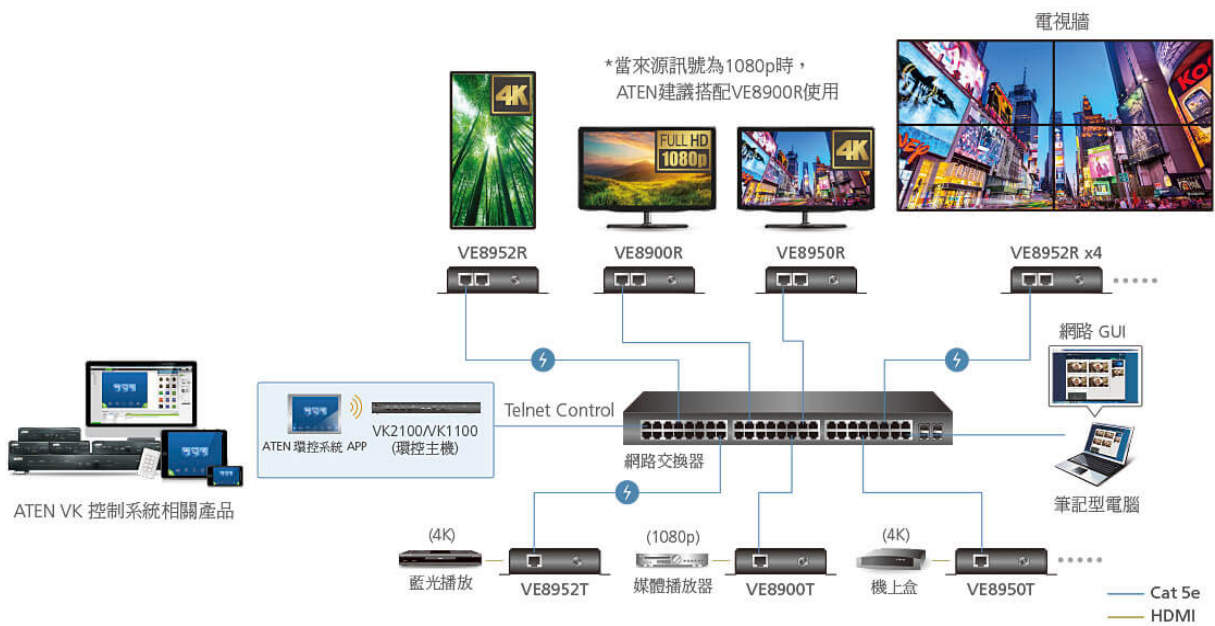 電視牆
*當來源訊號為1080p時，
ATEN建議搭配VE8900R使用
4K
FULL HD
1080p
4K
VE8952R
VE8900R
VE8950R
VE8952R x4
網路 GUI
Telnet Control
ATEN 環控系統 APP
VK2100/VK1100
(環控主機)
網路交換器
筆記型電腦
ATEN VK 控制系統相關產品
(4K)
藍光播放
VE8952T
(1080p)
媒體播放器
VE8900T
(4K)
機上盒
VE8950T
Cat 5e
HDMI